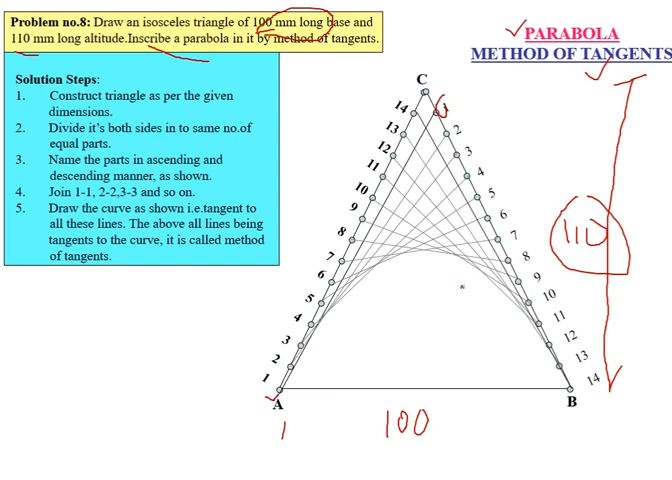 Problem no.8: Draw an isosceles triangle of 100 mm long base and
110 mm long altitude.Inscribe a parabola in it by method of tangents.
PARABOLA
METHOD OF TANGENTS
Solution Steps:
1. Construct triangle as per the given
dimensions.
2. Divide it's both sides in to same no.of
equal parts.
3. Name the parts in ascending and
descending manner, as shown.
4. Join 1-1, 2-2,3-3 and so on.
5. Draw the curve as shown i.e.tangent to
all these lines. The above all lines being
tangents to the curve, it is called method
of tangents.
C
14
13
12
11
10
9
8
7
6
5
4
3
2
1
1
2
3
4
5
6
7
8
9
10
11
12
13
14
A
B
1
100
110